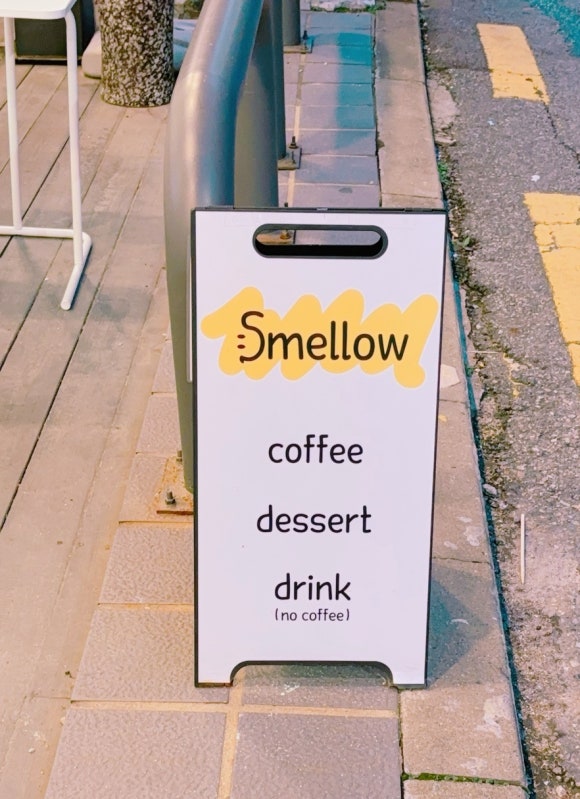 Smellow
coffee
dessert
drink
(no coffee)